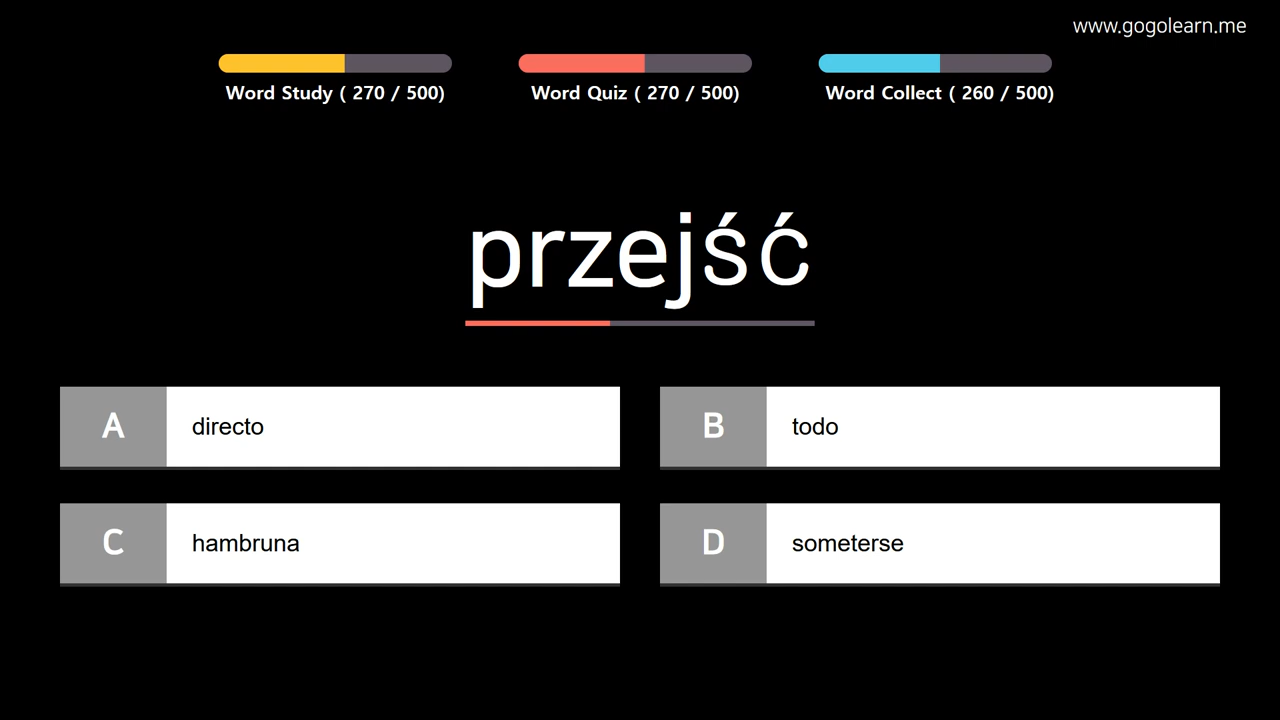 www.gogolearn.me
Word Study ( 270 / 500)
Word Quiz ( 270 / 500)
Word Collect ( 260 / 500)
przejść
A directo
B todo
C hambruna
D someterse